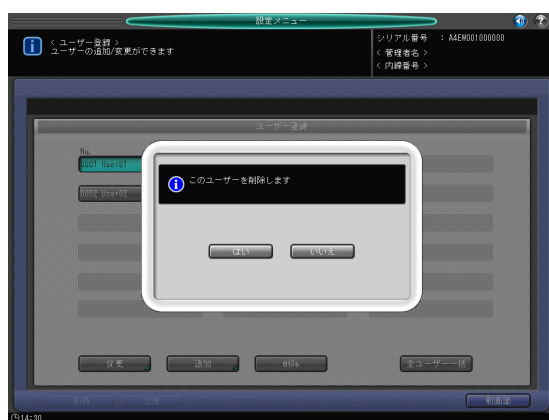 設定メニュー
< ユーザー登録 >
ユーザーの追加/変更ができます
シリアル番号 : A4EM001000000
< 管理者名 >
< 内線番号 >
ユーザー登録
No.
0001 User01
0002 User02
このユーザーを削除します
はい
いいえ
変更
追加
削除
全ユーザー一括
前頁
次頁
前画面
14:30